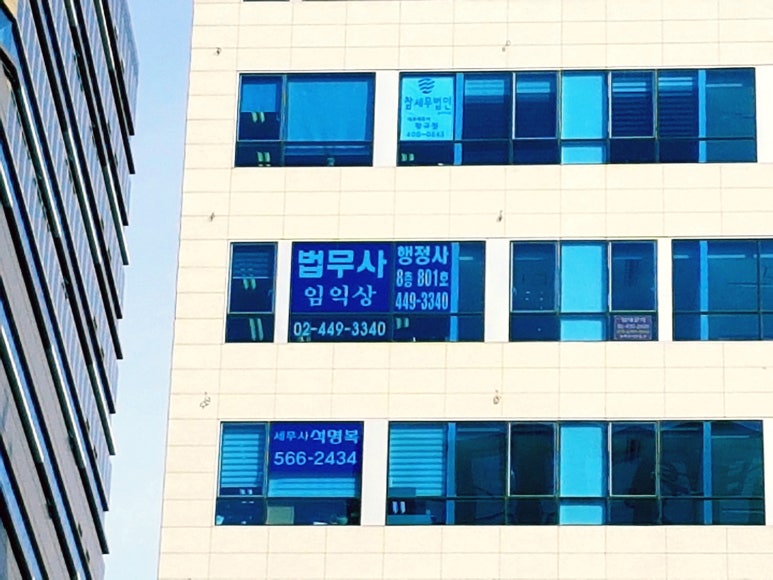 참세무법인
법무사
임익상
02-449-3340
행정사
8층 801호
449-3340
세무사 석명복
566-2434